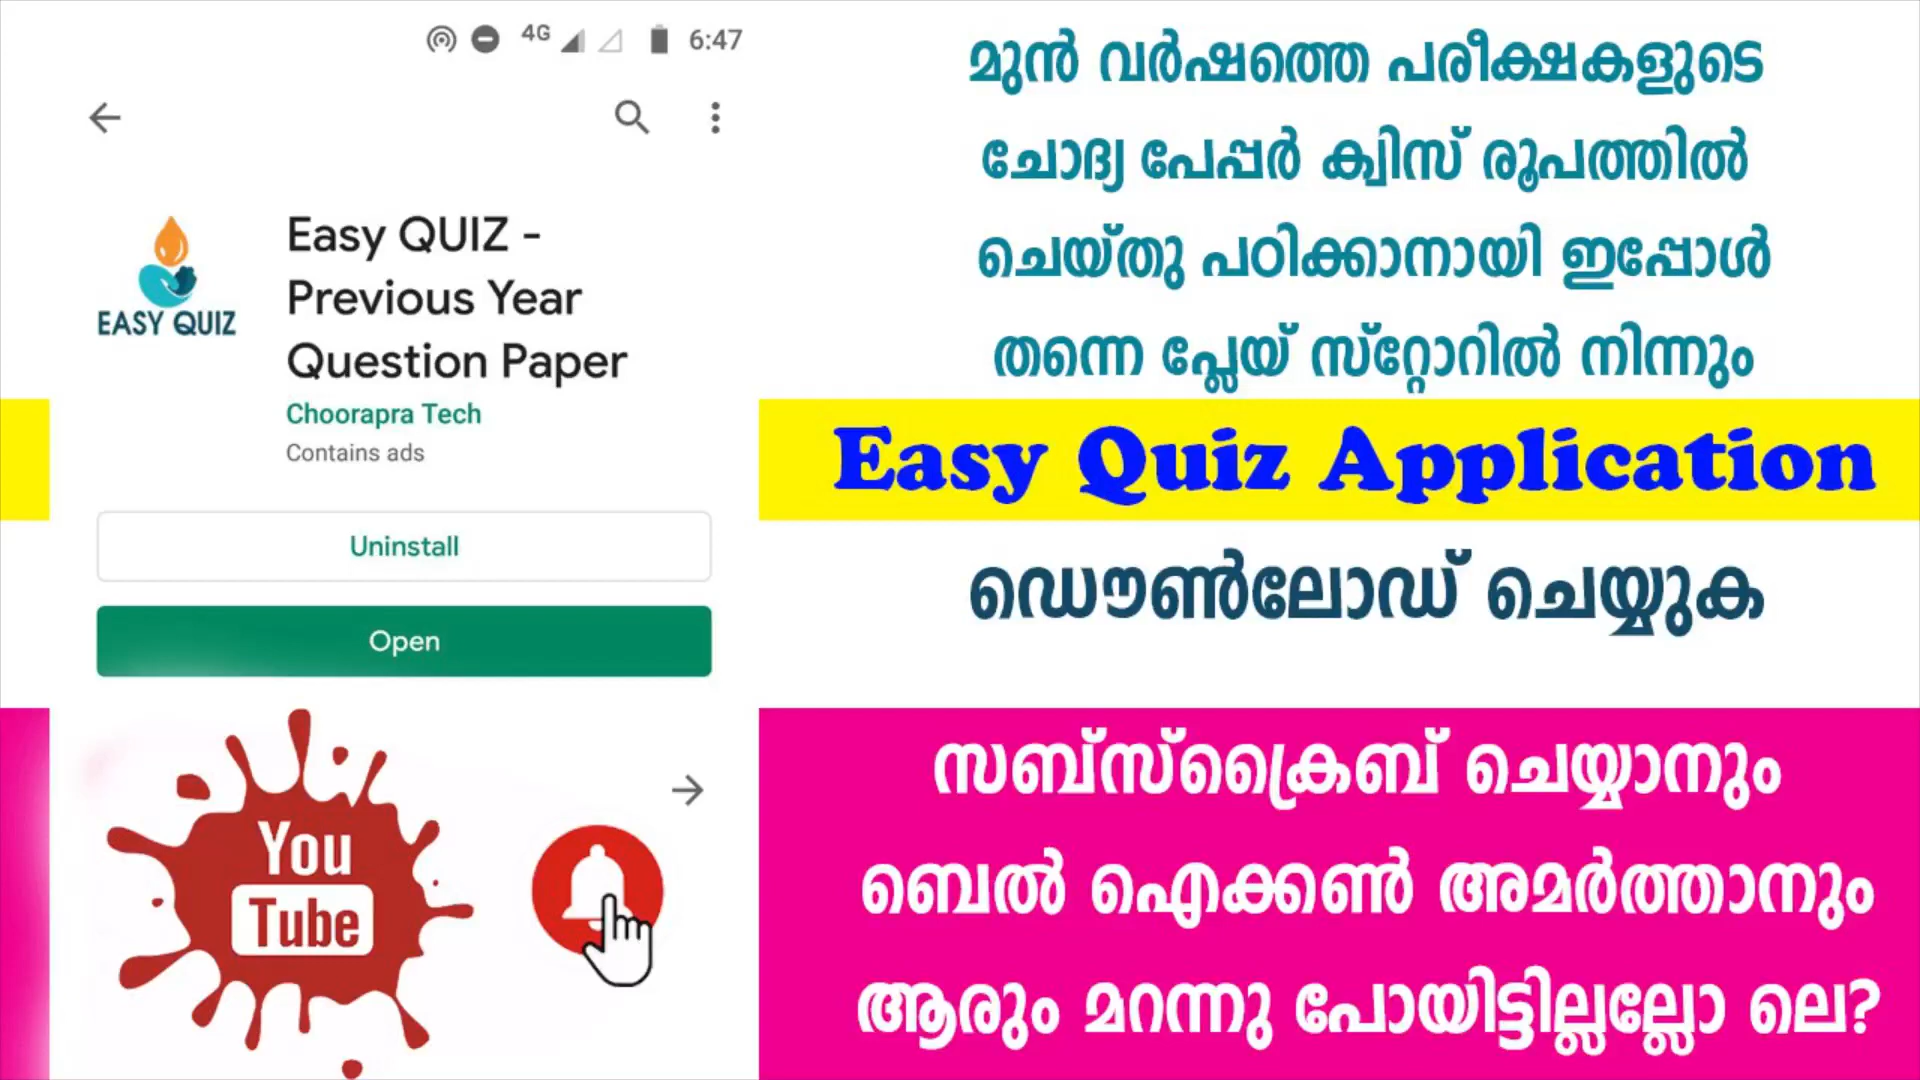 4G 6:47
EASY QUIZ
Easy QUIZ -
Previous Year
Question Paper
Choorapra Tech
Contains ads
Uninstall
Open
You
Tube
മുൻ വർഷത്തെ പരീക്ഷകളുടെ
ചോദ്യ പേപ്പർ ക്വിസ് രൂപത്തിൽ
ചെയ്തു പഠിക്കാനായി ഇപ്പോൾ
തന്നെ പ്ലേയ് സ്റ്റോറിൽ നിന്നും
Easy Quiz Application
ഡൌൺലോഡ് ചെയ്യുക
സബ്സ്ക്രൈബ് ചെയ്യാനും
ബെൽ ഐക്കൺ അമർത്താനും
ആരും മറന്നു പോയിട്ടില്ലല്ലോ ലെ?